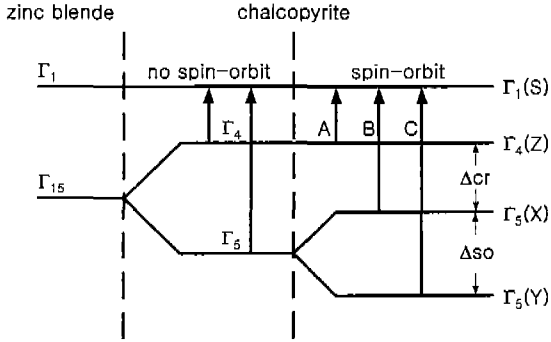 zinc blende
chalcopyrite
no spin-orbit
spin-orbit
Γ1
Γ1(S)
Γ4
A
B
C
Γ4(Z)
Δcr
Γ15
Γ5(X)
Γ5
Δso
Γ5(Y)